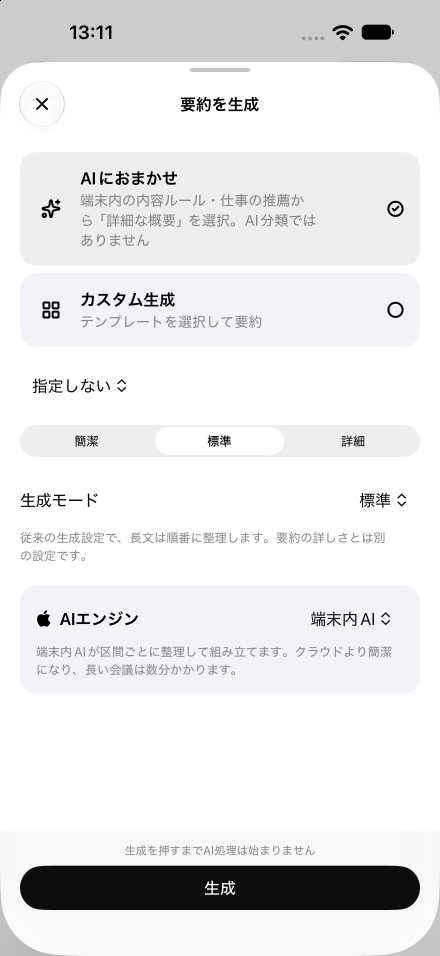 13:11
要約を生成
AIにおまかせ
端末内の内容ルール・仕事の推薦か
ら「詳細な概要」を選択。AI分類では
ありません
カスタム生成
テンプレートを選択して要約
指定しない
簡潔
標準
詳細
生成モード
標準
従来の生成設定で、長文は順番に整理します。要約の詳しさとは別
の設定です。
AIエンジン
端末内AI
端末内AIが区間ごとに整理して組み立てます。クラウドより簡潔
になり、長い会議は数分かかります。
生成を押すまでAI処理は始まりません
生成